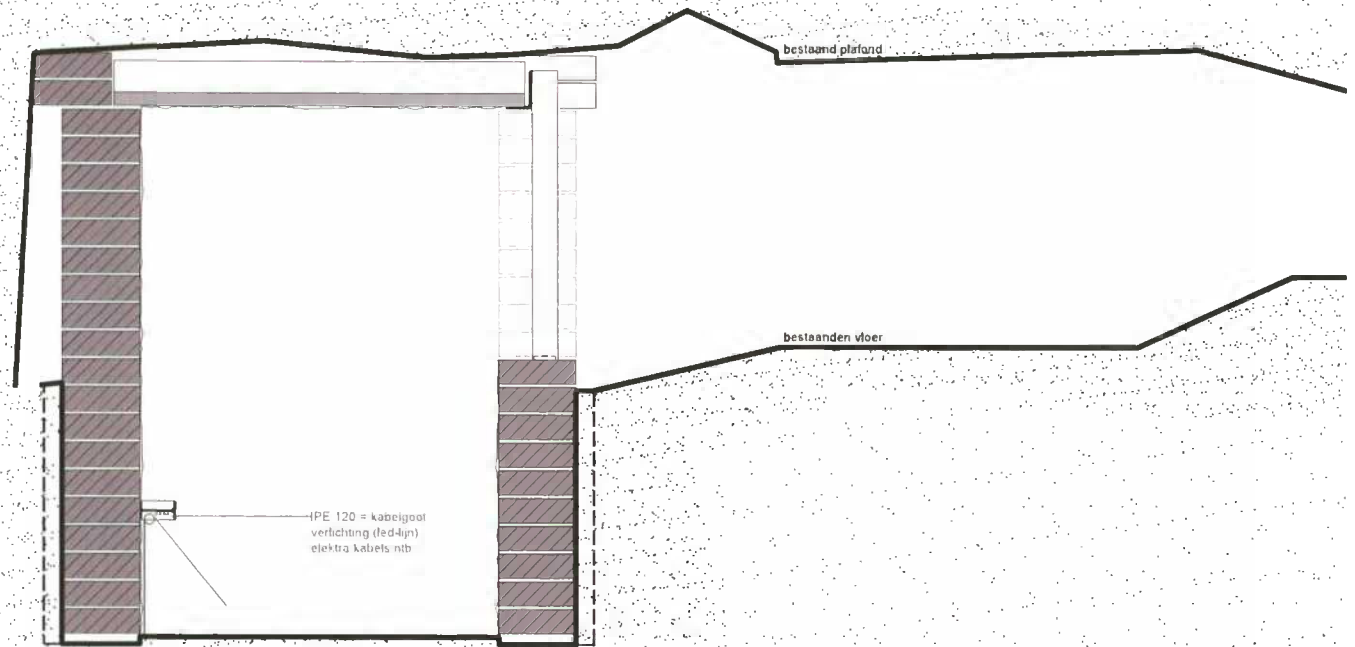 bestaand plafond
bestaanden vloer
IPE 120 = kabelgoot
verlichting (led-lijn)
elektra kabels ntb